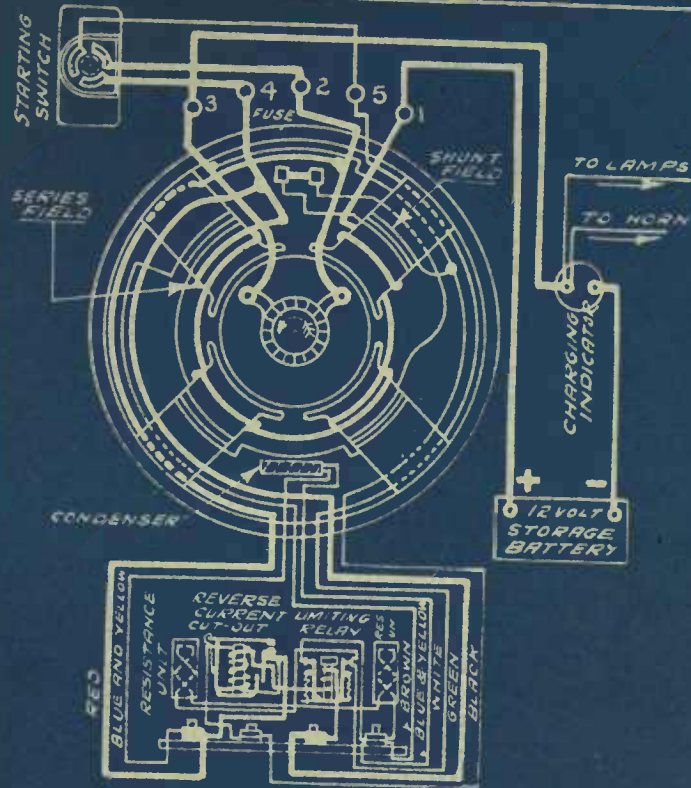 STARTING
SWITCH
3
4
2
5
1
FUSE
SHUNT
FIELD
TO LAMPS
SERIES
FIELD
TO HORN
CHARGING
INDICATOR
+
-
12 VOLT
STORAGE
BATTERY
CONDENSER
RED
BLUE AND YELLOW
RESISTANCE
UNIT
REVERSE
CURRENT
CUT-OUT
LIMITING
RELAY
RES
UN
BROWN
BLUE & YELLOW
WHITE
GREEN
BLACK